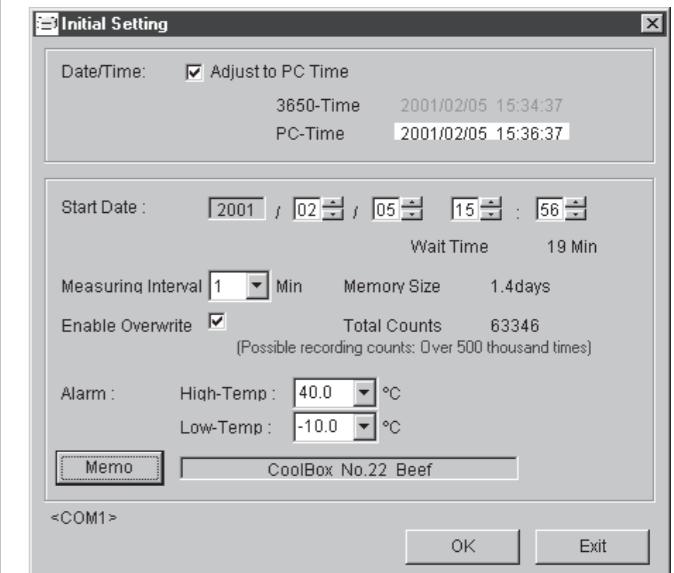 Initial Setting
Date/Time: Adjust to PC Time
3650-Time 2001/02/05 15:34:37
PC-Time 2001/02/05 15:36:37
Start Date : 2001 / 02 / 05 15 : 56
Wait Time 19 Min
Measuring Interval 1 Min Memory Size 1.4days
Enable Overwrite Total Counts 63346
(Possible recording counts: Over 500 thousand times)
Alarm : High-Temp : 40.0 °C
Low-Temp : -10.0 °C
Memo CoolBox No.22 Beef
<COM1>
OK Exit